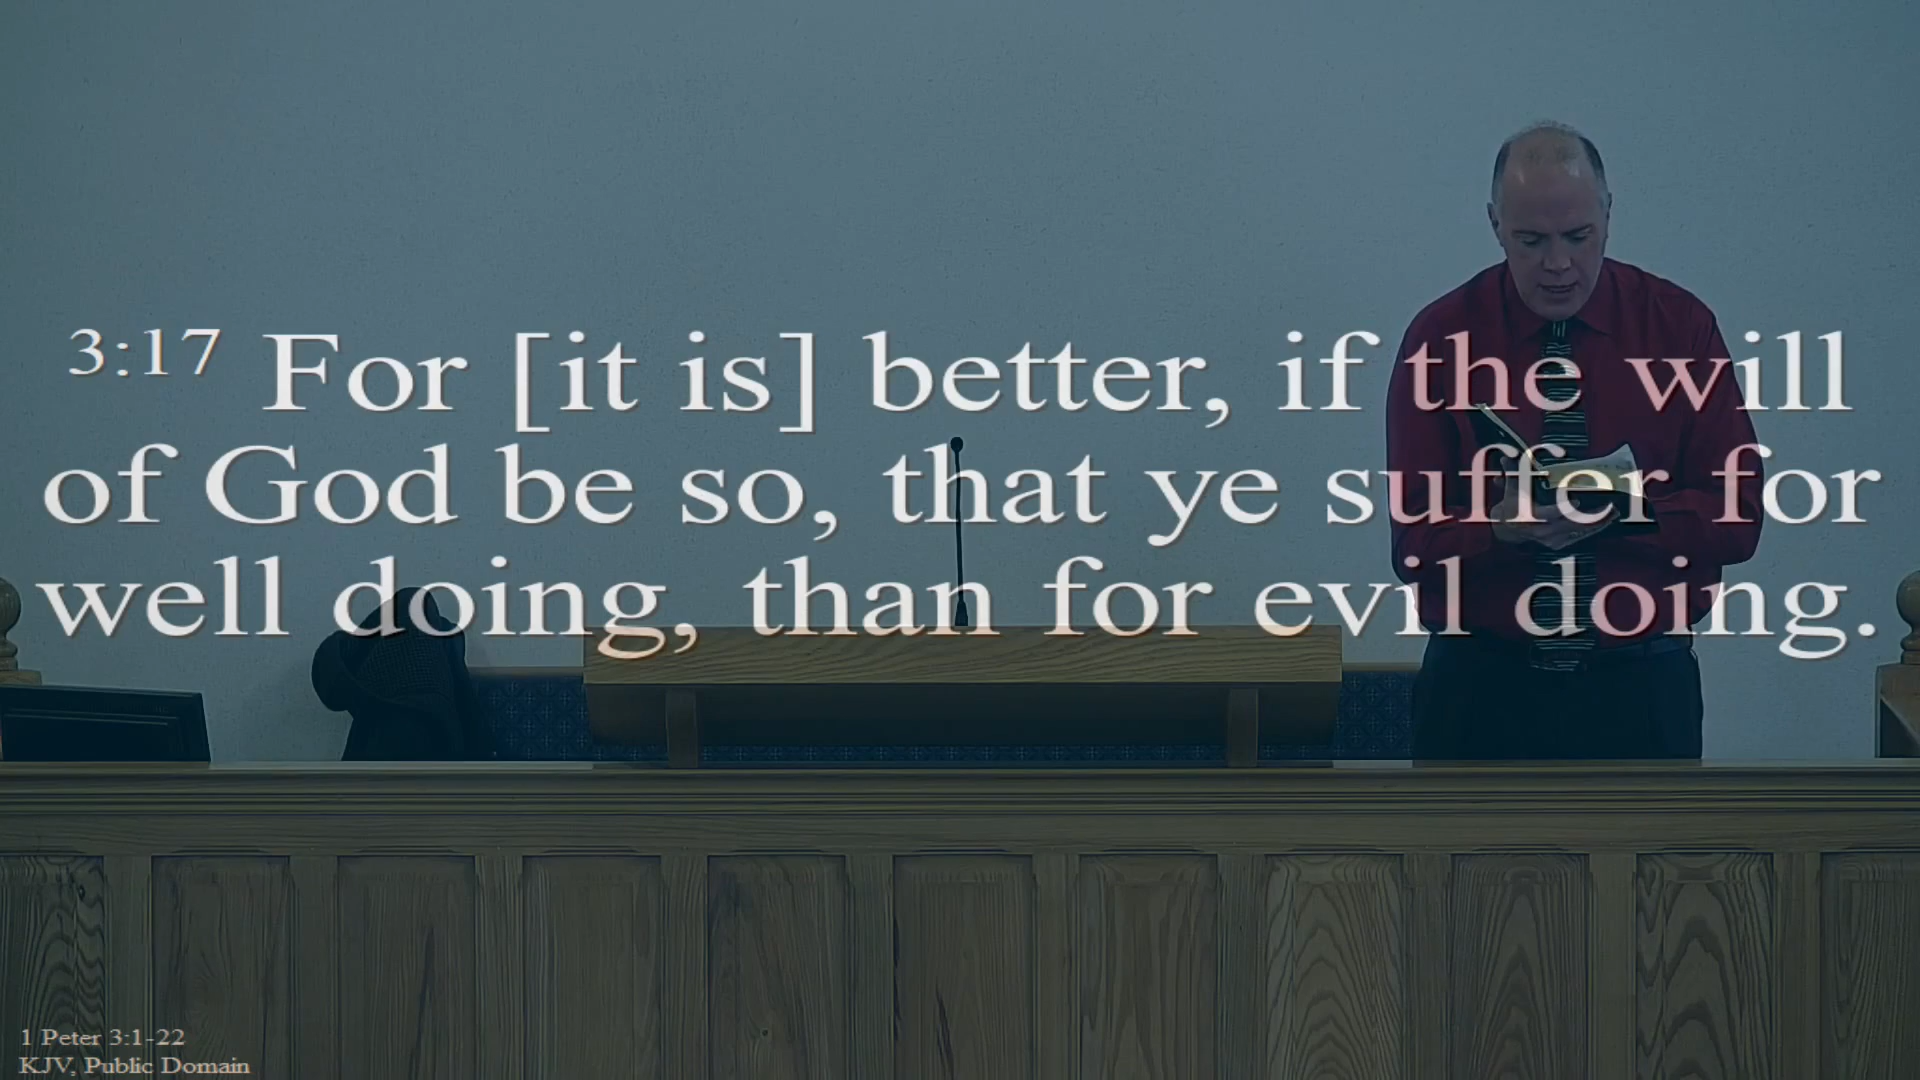 3:17 For [it is] better, if the will
of God be so, that ye suffer for
well doing, than for evil doing.
1 Peter 3:1-22
KJV, Public Domain